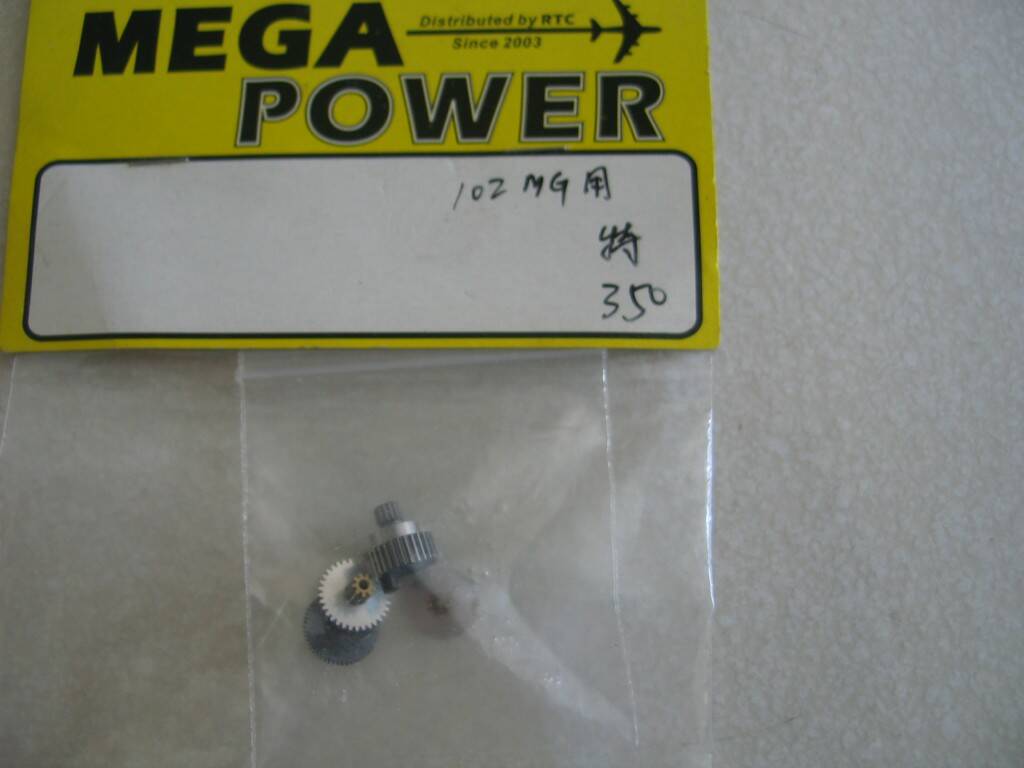 MEGA
Distributed by RTC
Since 2003
POWER
102 MG用
特
350